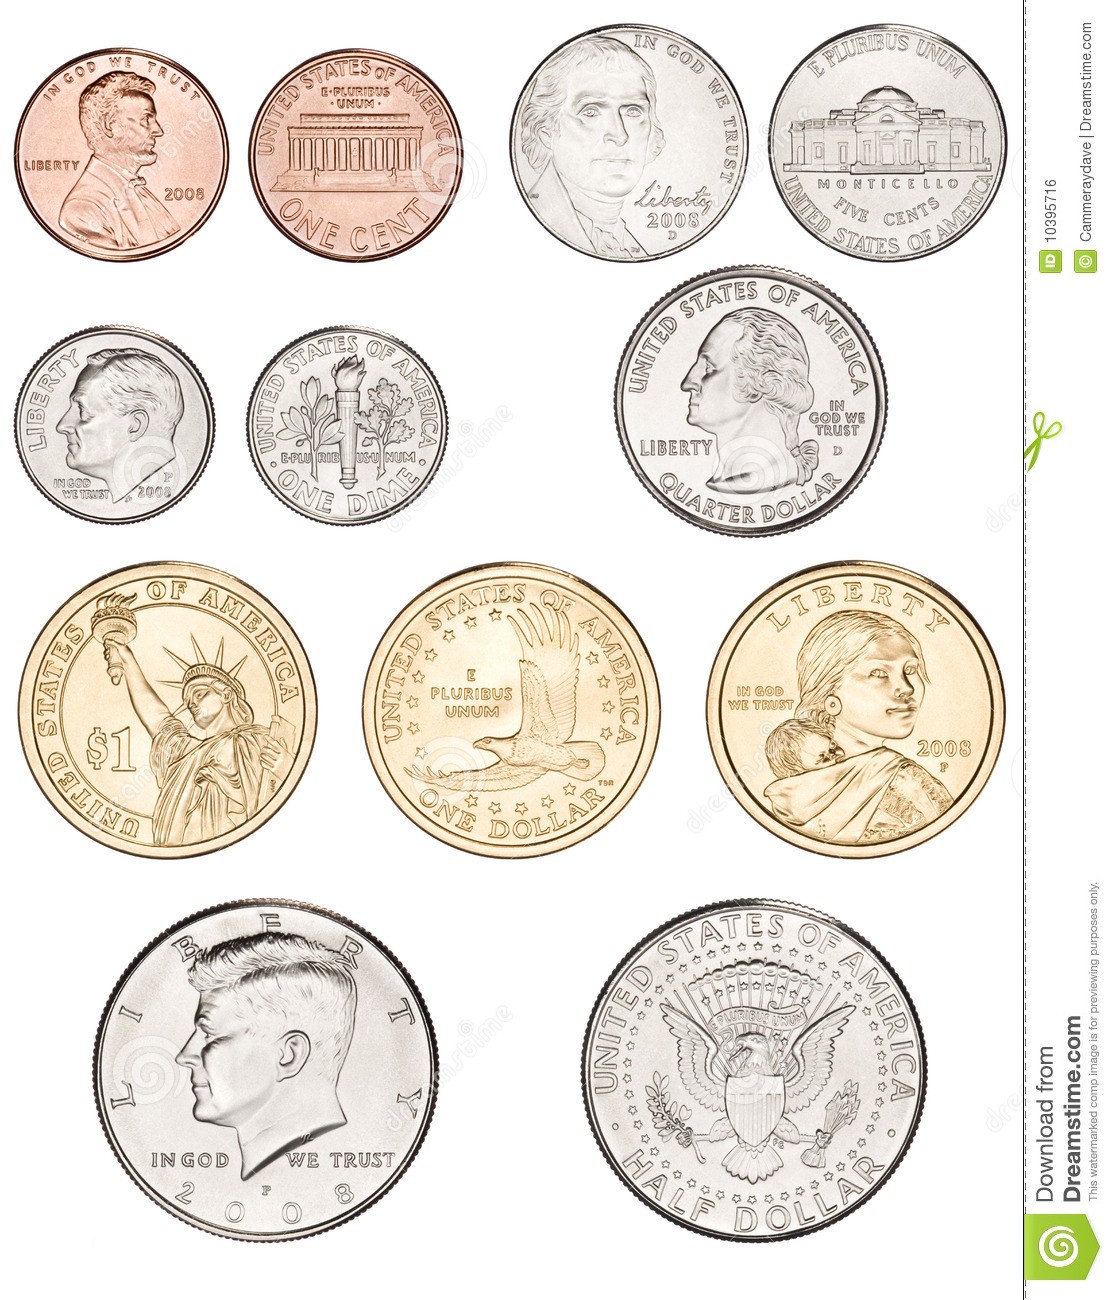 IN GOD WE TRUST
LIBERTY
2008
UNITED STATES OF AMERICA
E·PLURIBUS
·UNUM·
ONE CENT
IN GOD WE TRUST
Liberty
2008
D
E PLURIBUS UNUM
MONTICELLO
FIVE CENTS
UNITED STATES OF AMERICA
LIBERTY
IN GOD
WE TRUST
P
2008
UNITED STATES OF AMERICA
·E·PLURIBUS·UNUM·
ONE DIME
UNITED STATES OF AMERICA
IN
GOD WE
TRUST
LIBERTY
D
QUARTER DOLLAR
UNITED STATES OF AMERICA
$1
UNITED STATES OF AMERICA
E
PLURIBUS
UNUM
ONE DOLLAR
LIBERTY
IN GOD
WE TRUST
2008
P
LIBERTY
IN GOD WE TRUST
P
2008
UNITED STATES OF AMERICA
E PLURIBUS UNUM
HALF DOLLAR
ID 10395716
© Cammeraydave | Dreamstime.com
Download from
Dreamstime.com
This watermarked comp image is for previewing purposes only.
dreamstime